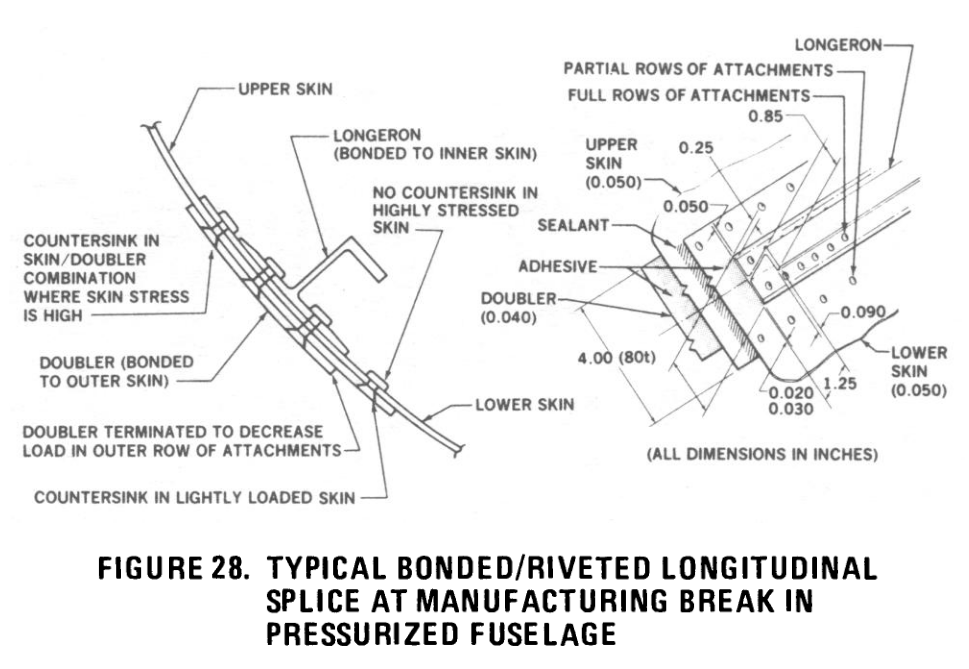 UPPER SKIN
LONGERON
(BONDED TO INNER SKIN)
NO COUNTERSINK IN
HIGHLY STRESSED
SKIN
COUNTERSINK IN
SKIN/DOUBLER
COMBINATION
WHERE SKIN STRESS
IS HIGH
DOUBLER (BONDED
TO OUTER SKIN)
LOWER SKIN
DOUBLER TERMINATED TO DECREASE
LOAD IN OUTER ROW OF ATTACHMENTS
COUNTERSINK IN LIGHTLY LOADED SKIN
LONGERON
PARTIAL ROWS OF ATTACHMENTS
FULL ROWS OF ATTACHMENTS
0.85
UPPER
SKIN
(0.050)
0.25
0.050
SEALANT
ADHESIVE
DOUBLER
(0.040)
4.00 (80t)
0.090
LOWER
SKIN
(0.050)
1.25
0.020
0.030
(ALL DIMENSIONS IN INCHES)
FIGURE 28. TYPICAL BONDED/RIVETED LONGITUDINAL
SPLICE AT MANUFACTURING BREAK IN
PRESSURIZED FUSELAGE